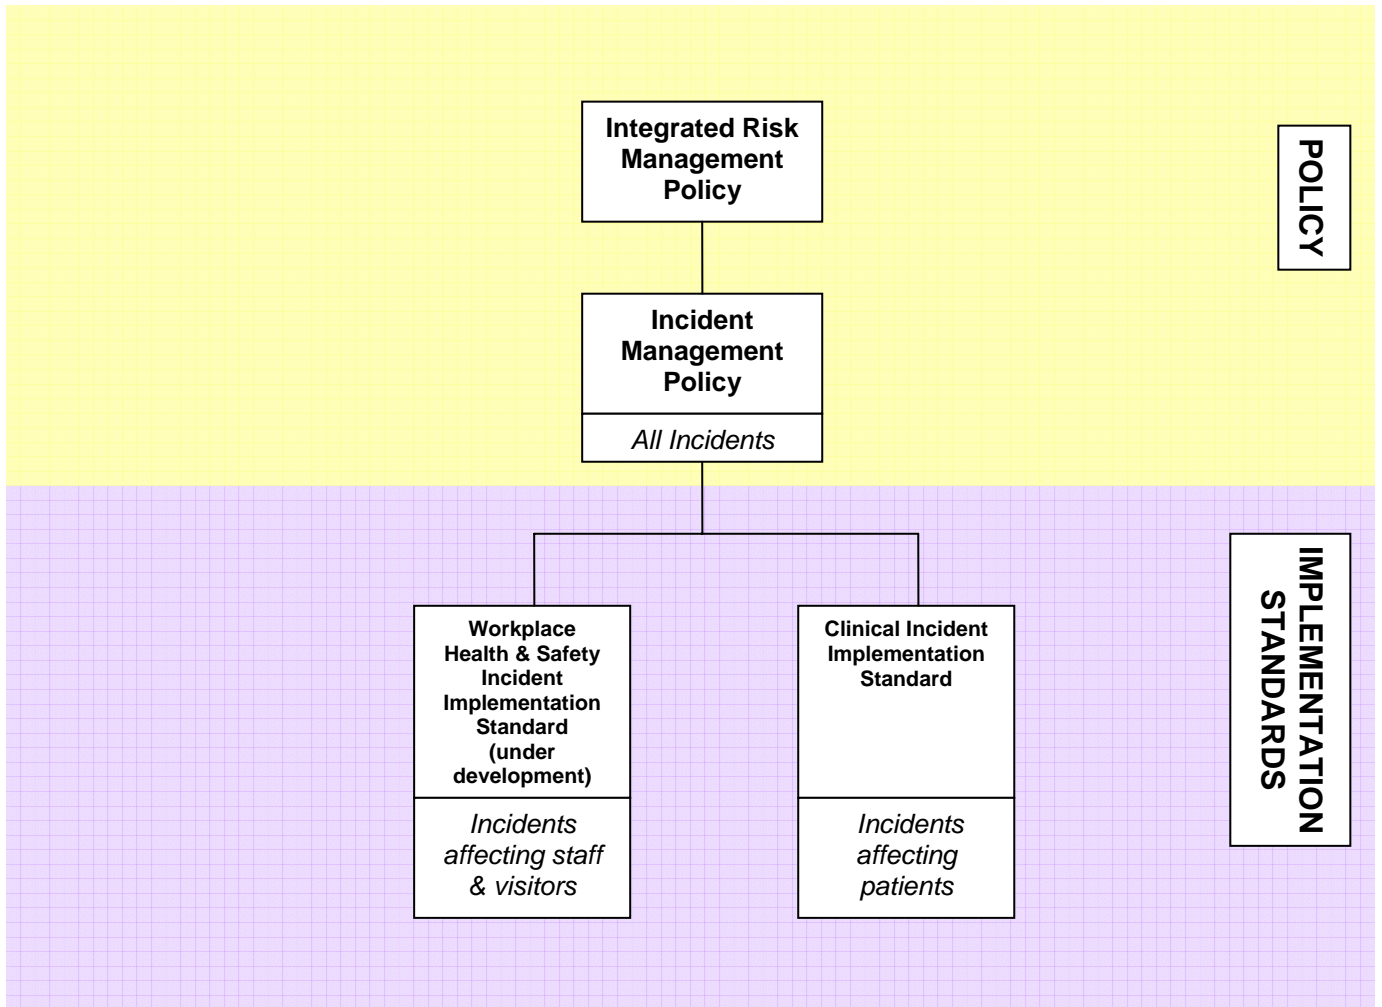 Integrated Risk
Management
Policy
POLICY
Incident
Management
Policy
All Incidents
IMPLEMENTATION
STANDARDS
Workplace
Health & Safety
Incident
Implementation
Standard
(under
development)
Incidents
affecting staff
& visitors
Clinical Incident
Implementation
Standard
Incidents
affecting
patients